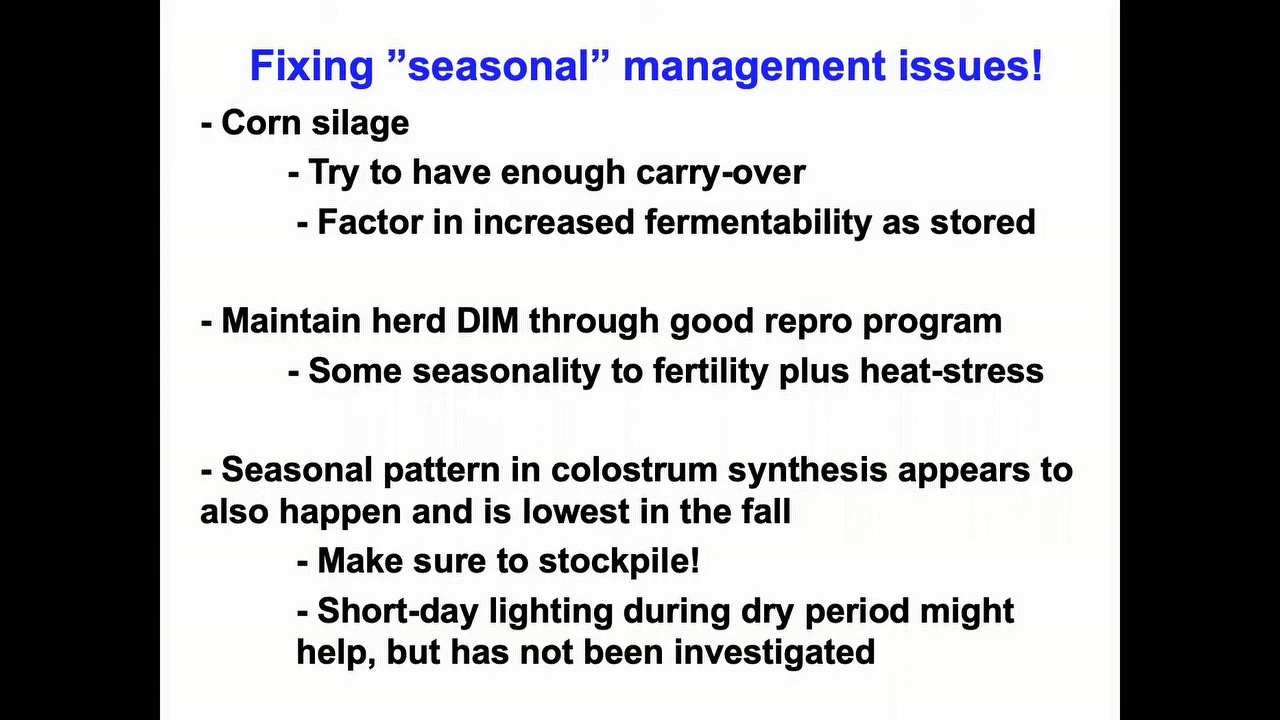 Fixing ”seasonal” management issues!
- Corn silage
- Try to have enough carry-over
- Factor in increased fermentability as stored
- Maintain herd DIM through good repro program
- Some seasonality to fertility plus heat-stress
- Seasonal pattern in colostrum synthesis appears to
also happen and is lowest in the fall
- Make sure to stockpile!
- Short-day lighting during dry period might
help, but has not been investigated